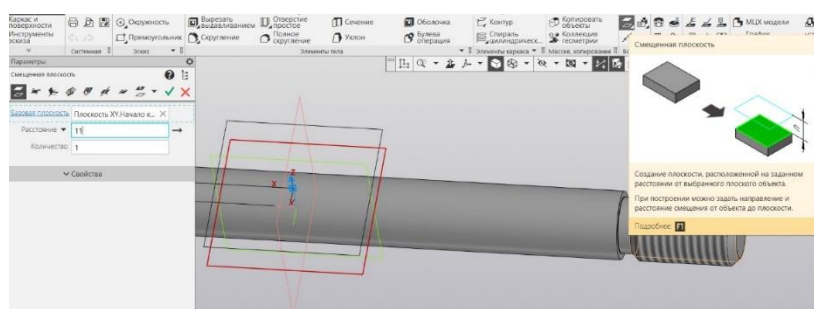 Каркас и поверхности
Инструменты эскиза
Окружность
Прямоугольник
Вырезать выдавливанием
Скругление
Отверстие простое
Полное скругление
Сечение
Уклон
Оболочка
Булева операция
Контур
Спираль цилиндрическ...
Копировать объекты
Коллекция геометрии
МЦХ модели
Системная
Эскиз
Элементы тела
Элементы каркаса
Массив, копирование
Параметры
Смещенная плоскость
Базовая плоскость Плоскость XY.Начало к...
Расстояние 11
Количество: 1
Свойства
z
x
Y
Смещенная плоскость
Создание плоскости, расположенной на заданном
расстоянии от выбранного плоского объекта.
При построении можно задать направление и
расстояние смещения от объекта до плоскости.
Подробнее: